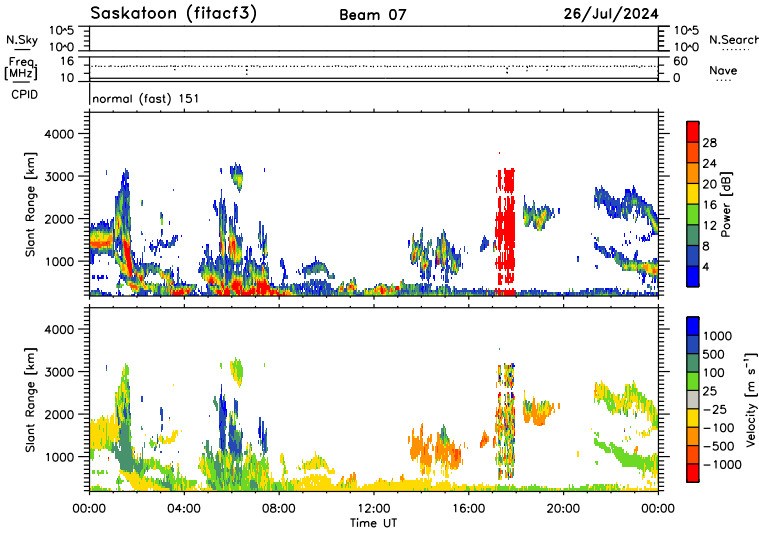 Saskatoon (fitacf3) Beam 07 26/Jul/2024
N.Sky 10^5 10^0 10^5 10^0 N.Search
Freq. [MHz] 16 10 60 0 Nave
CPID normal (fast) 151
Slant Range [km]
4000
3000
2000
1000
Power [dB]
28
24
20
16
12
8
4
Slant Range [km]
4000
3000
2000
1000
Velocity [m s⁻¹]
1000
500
100
25
−25
−100
−500
−1000
00:00 04:00 08:00 12:00 16:00 20:00 00:00
Time UT